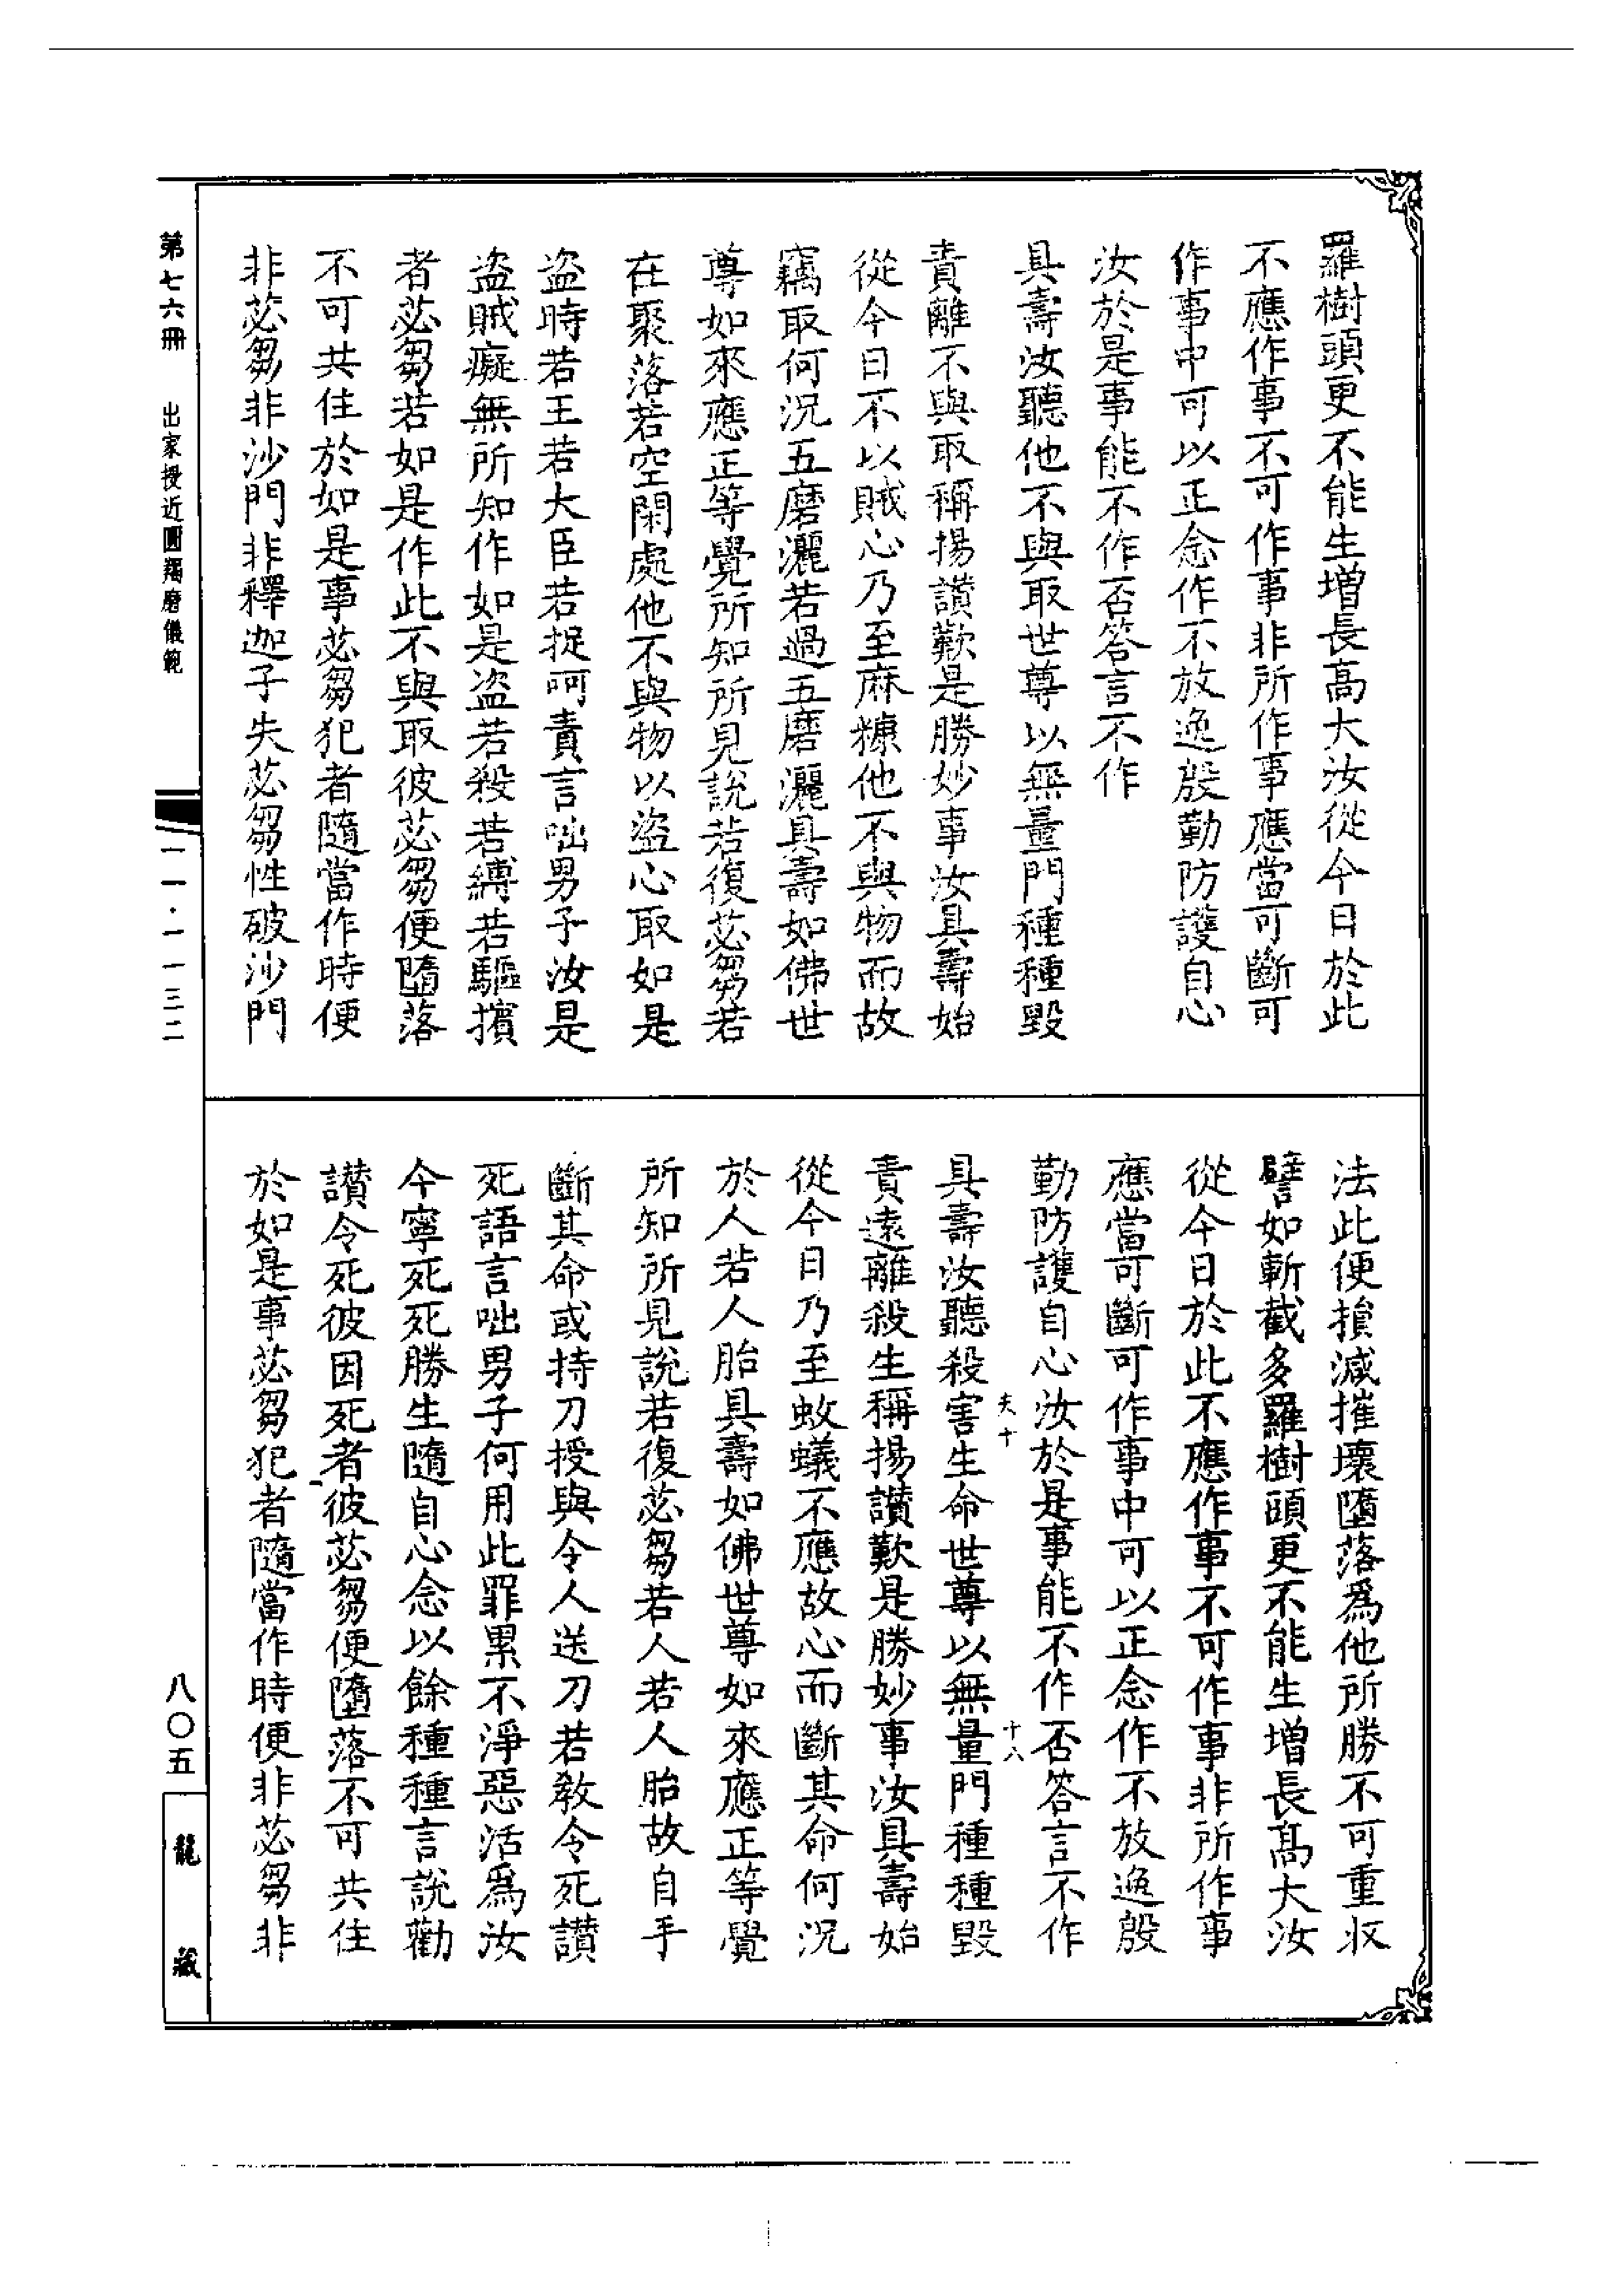 羅樹頭更不能生增長高大汝從今日於此
不應作事不可作事非所作事應當可斷可
作事中可以正念作不放逸殷勤防護自心
汝於是事能不作否答言不作
具壽汝聽他不與取世尊以無量門種種毀
責離不與取稱揚讚歎是勝妙事汝具壽始
從今日不以賊心乃至麻糠他不與物而故
竊取何況五磨灑若過五磨灑具壽如佛世
尊如來應正等覺所知所見說若復苾芻若
在聚落若空閑處他不與物以盜心取如是
盜時若王若大臣若捉呵責言咄男子汝是
盜賊癡無所知作如是盜若殺若縛若驅擯
者苾芻若如是作此不與取彼苾芻便墮落
不可共住於如是事苾芻犯者隨當作時便
非苾芻非沙門非釋迦子失苾芻性破沙門
法此便損減摧壞墮落為他所勝不可重收
譬如斬截多羅樹頭更不能生增長高大汝
從今日於此不應作事不可作事非所作事
應當可斷可作事中可以正念作不放逸殷
勤防護自心汝於是事能不作否答言不作
夫十
十八
具壽汝聽殺害生命世尊以無量門種種毀
責遠離殺生稱揚讚歎是勝妙事汝具壽始
從今日乃至蚊蟻不應故心而斷其命何況
於人若人胎具壽如佛世尊如來應正等覺
所知所見說若復苾芻若人若人胎故自手
斷其命或持刀授與令人送刀若教令死讚
死語言咄男子何用此罪累不淨惡活為汝
今寧死死勝生隨自心念以餘種種言說勸
讚令死彼因死者彼苾芻便墮落不可共住
於如是事苾芻犯者隨當作時便非苾芻非
第七六冊 出家授近圓羯磨儀範
一一·一一三二
八〇五
龍藏